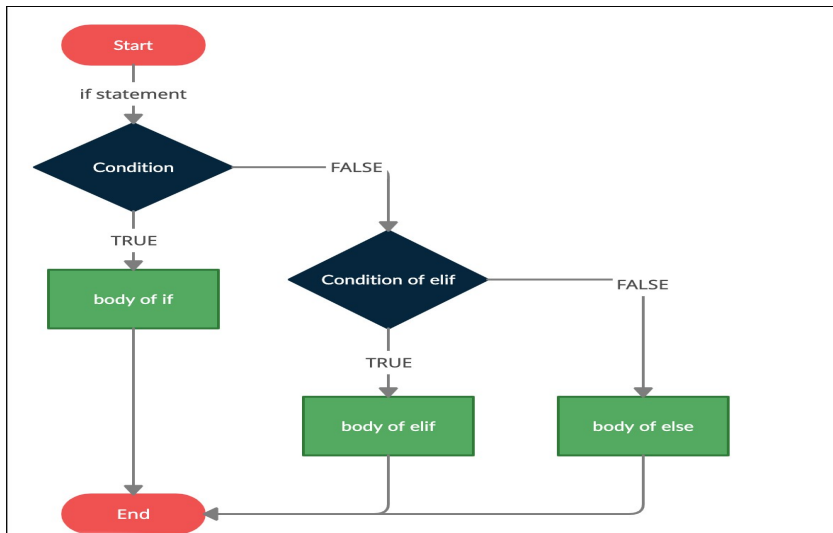 Start
if statement
Condition
FALSE
TRUE
body of if
Condition of elif
FALSE
TRUE
body of elif
body of else
End